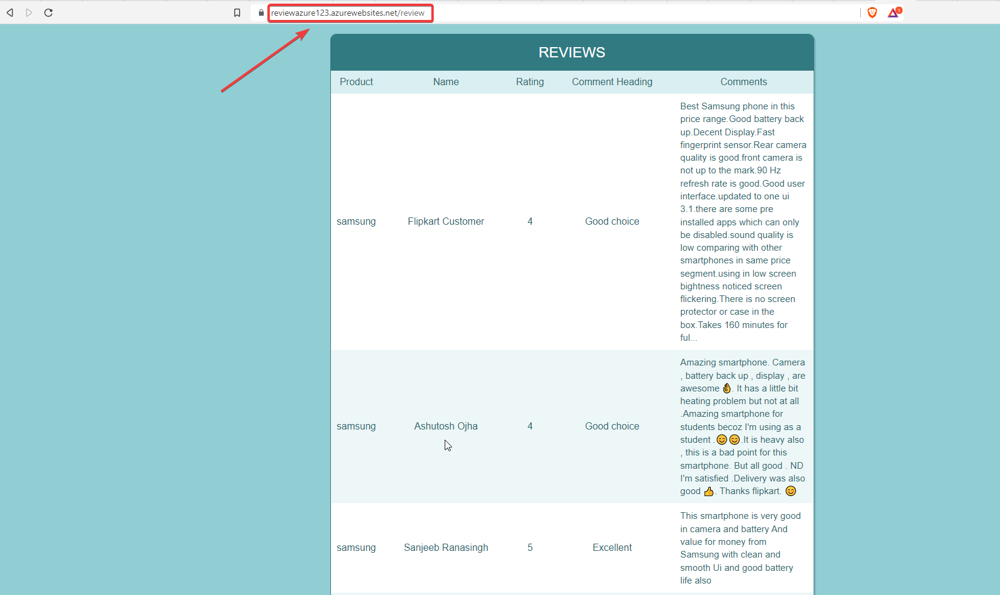 reviewazure123.azurewebsites.net/review
1
REVIEWS
Product Name Rating Comment Heading Comments
samsung Flipkart Customer 4 Good choice
Best Samsung phone in this
price range.Good battery back
up.Decent Display.Fast
fingerprint sensor.Rear camera
quality is good.front camera is
not up to the mark.90 Hz
refresh rate is good.Good user
interface.updated to one ui
3.1.there are some pre
installed apps which can only
be disabled.sound quality is
low comparing with other
smartphones in same price
segment.using in low screen
bightness noticed screen
flickering.There is no screen
protector or case in the
box.Takes 160 minutes for
ful...
samsung Ashutosh Ojha 4 Good choice
Amazing smartphone. Camera
, battery back up , display , are
awesome 👌. It has a little bit
heating problem but not at all
.Amazing smartphone for
students becoz I'm using as a
student .😊😊.It is heavy also
, this is a bad point for this
smartphone. But all good . ND
I'm satisfied .Delivery was also
good 👍. Thanks flipkart. 😊
samsung Sanjeeb Ranasingh 5 Excellent
This smartphone is very good
in camera and battery And
value for money from
Samsung with clean and
smooth Ui and good battery
life also